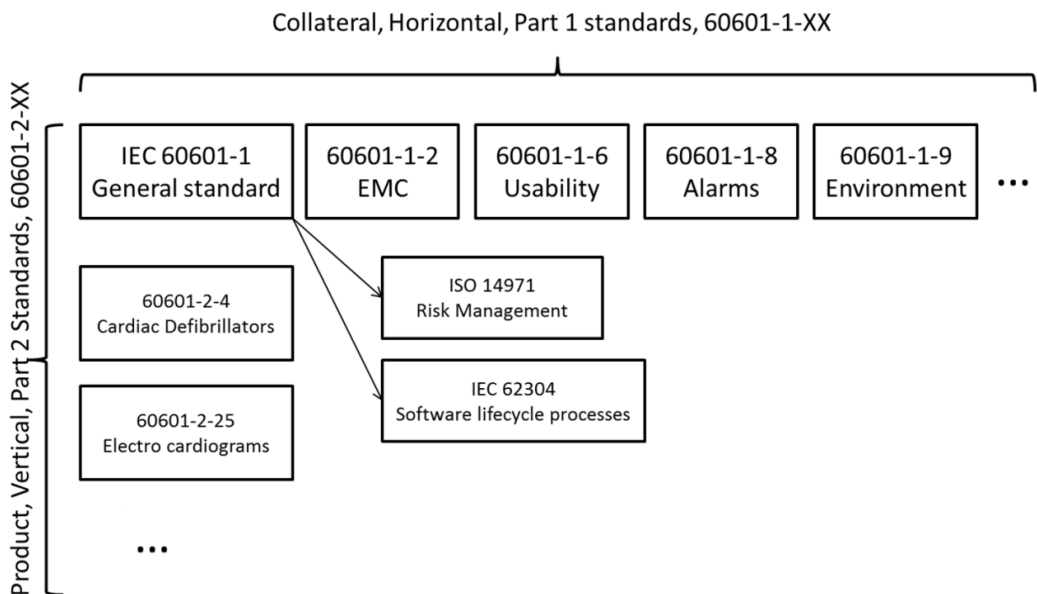 Collateral, Horizontal, Part 1 standards, 60601-1-XX
Product, Vertical, Part 2 Standards, 60601-2-XX
IEC 60601-1
General standard
60601-1-2
EMC
60601-1-6
Usability
60601-1-8
Alarms
60601-1-9
Environment
...
60601-2-4
Cardiac Defibrillators
ISO 14971
Risk Management
IEC 62304
Software lifecycle processes
60601-2-25
Electro cardiograms
...